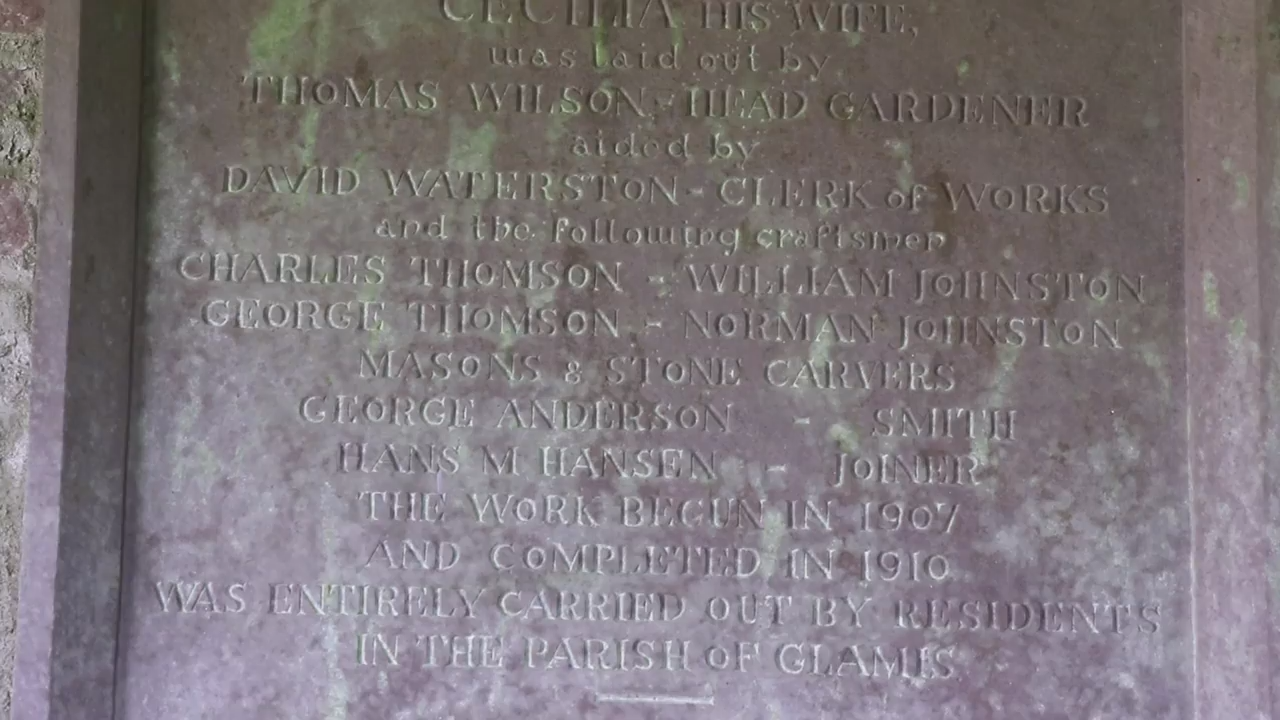 CECILIA HIS WIFE,
was laid out by
THOMAS WILSON - HEAD GARDENER
aided by
DAVID WATERSTON - CLERK of WORKS
and the following craftsmen
CHARLES THOMSON - WILLIAM JOHNSTON
GEORGE THOMSON - NORMAN JOHNSTON
MASONS & STONE CARVERS
GEORGE ANDERSON - SMITH
HANS M HANSEN - JOINER
THE WORK BEGUN IN 1907
AND COMPLETED IN 1910
WAS ENTIRELY CARRIED OUT BY RESIDENTS
IN THE PARISH OF GLAMIS